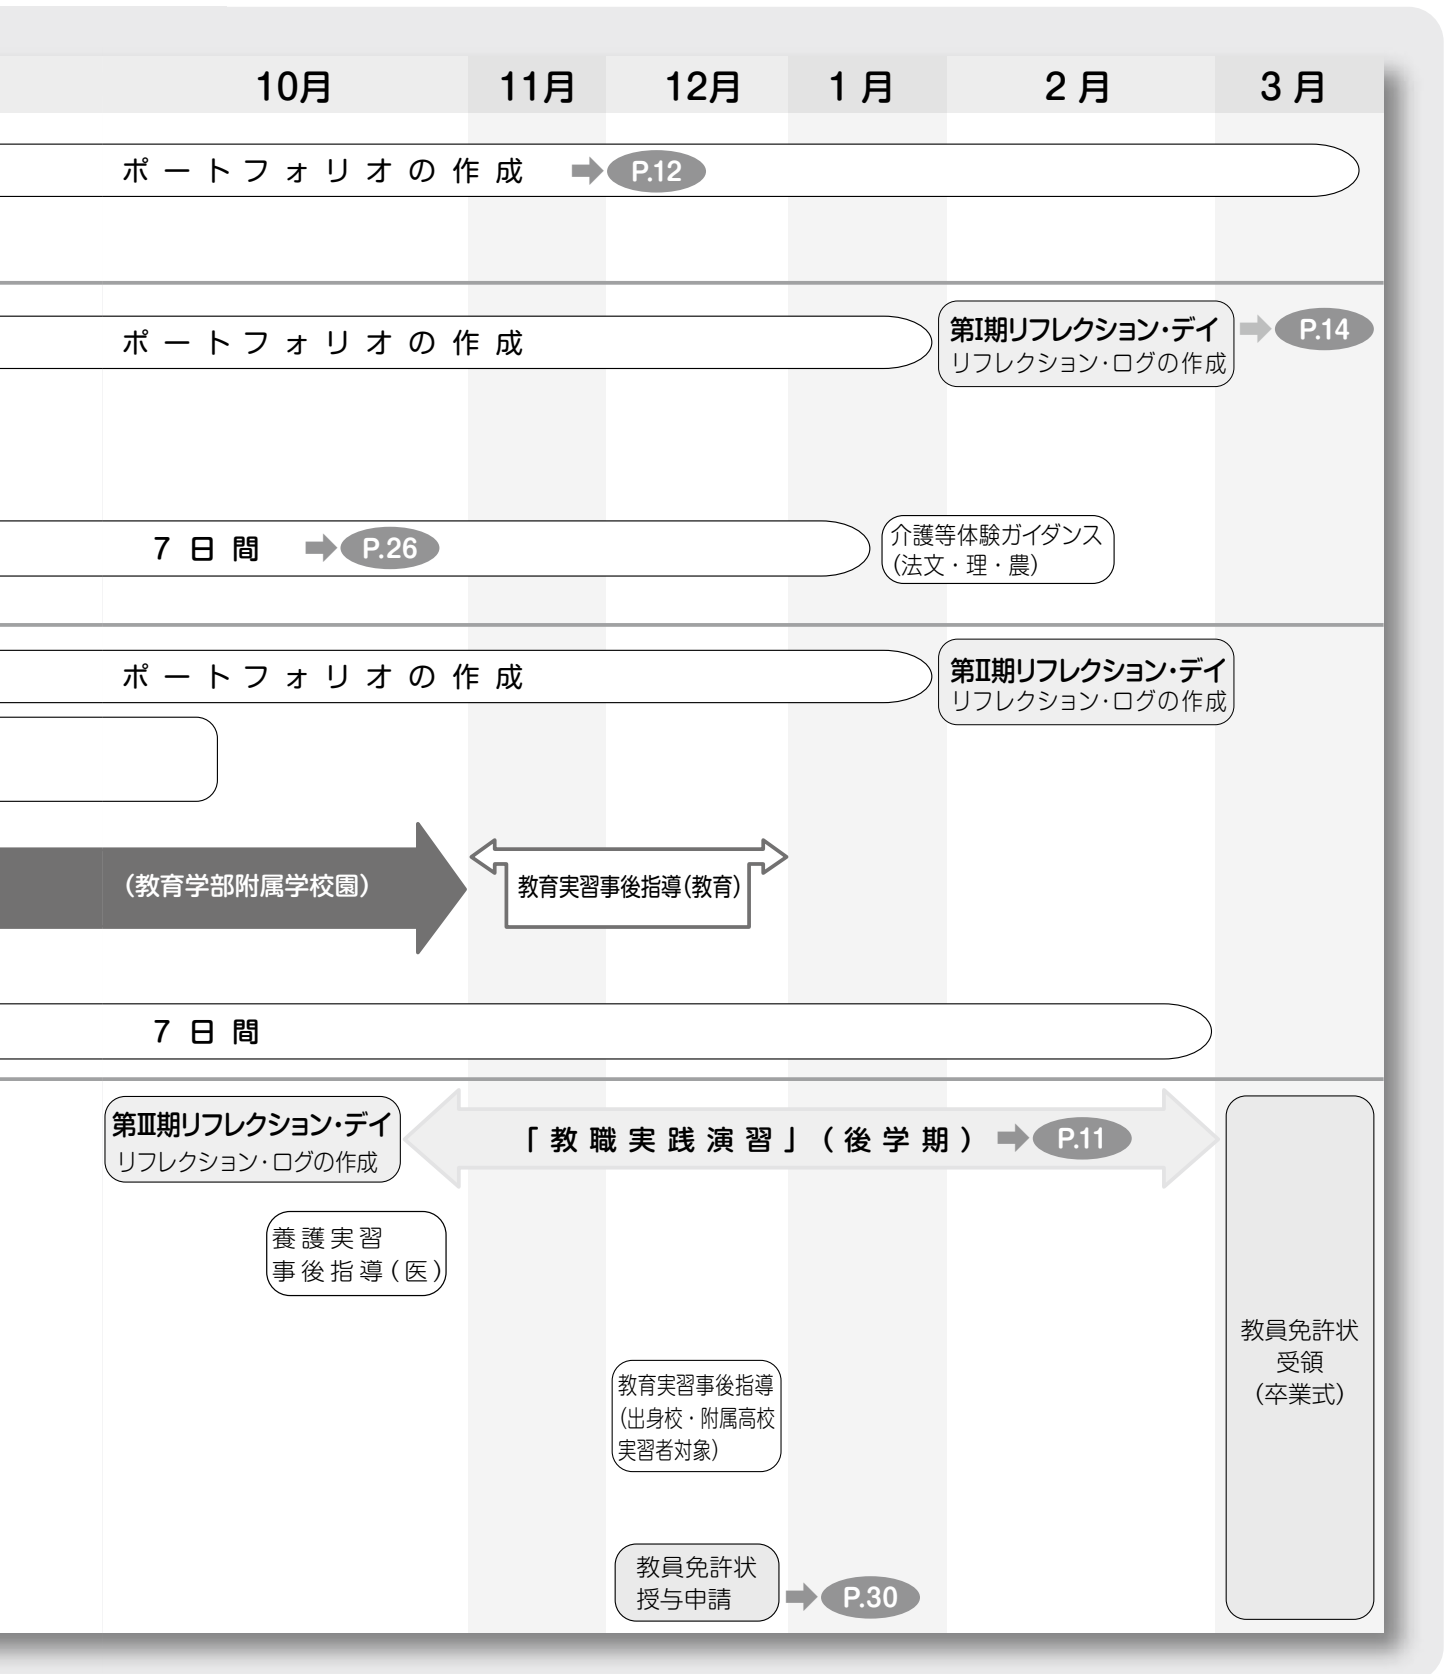 10月 11月 12月 1月 2月 3月
ポートフォリオの作成 P.12
ポートフォリオの作成
第Ⅰ期リフレクション・デイ P.14
リフレクション・ログの作成
7日間 P.26
介護等体験ガイダンス
(法文・理・農)
ポートフォリオの作成
第Ⅱ期リフレクション・デイ
リフレクション・ログの作成
(教育学部附属学校園)
教育実習事後指導(教育)
7日間
第Ⅲ期リフレクション・デイ
リフレクション・ログの作成
「教職実践演習」(後学期) P.11
養護実習
事後指導(医)
教育実習事後指導
(出身校・附属高校
実習者対象)
教員免許状
授与申請 P.30
教員免許状
受領
(卒業式)